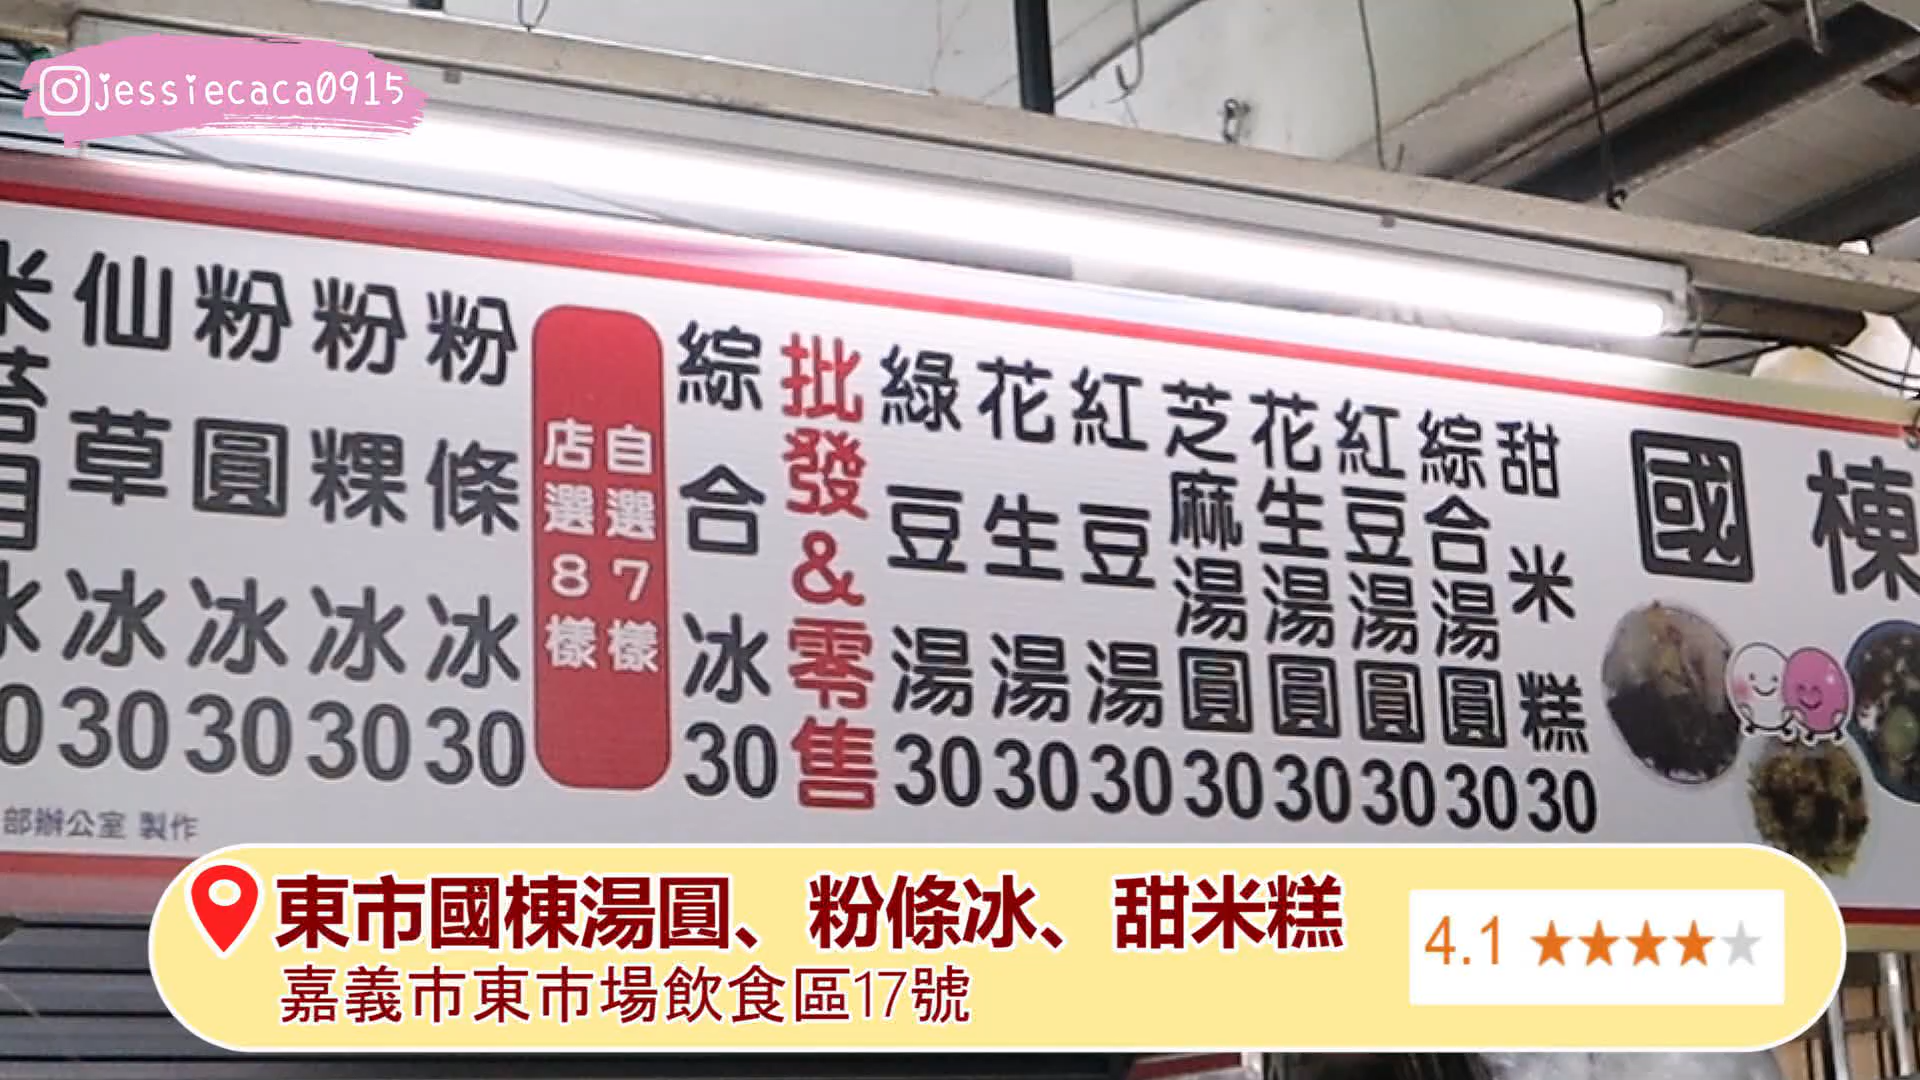 jessiecaca0915
國棟
甜米糕30
綜合湯圓30
紅豆湯圓30
花生湯圓30
芝麻湯圓30
紅豆湯30
花生湯30
綠豆湯30
批發&零售
綜合冰30
自選7樣
店選8樣
粉條冰30
粉粿冰30
粉圓冰30
仙草冰30
米苔目冰
部辦公室 製作
東市國棟湯圓、粉條冰、甜米糕
嘉義市東市場飲食區17號
4.1